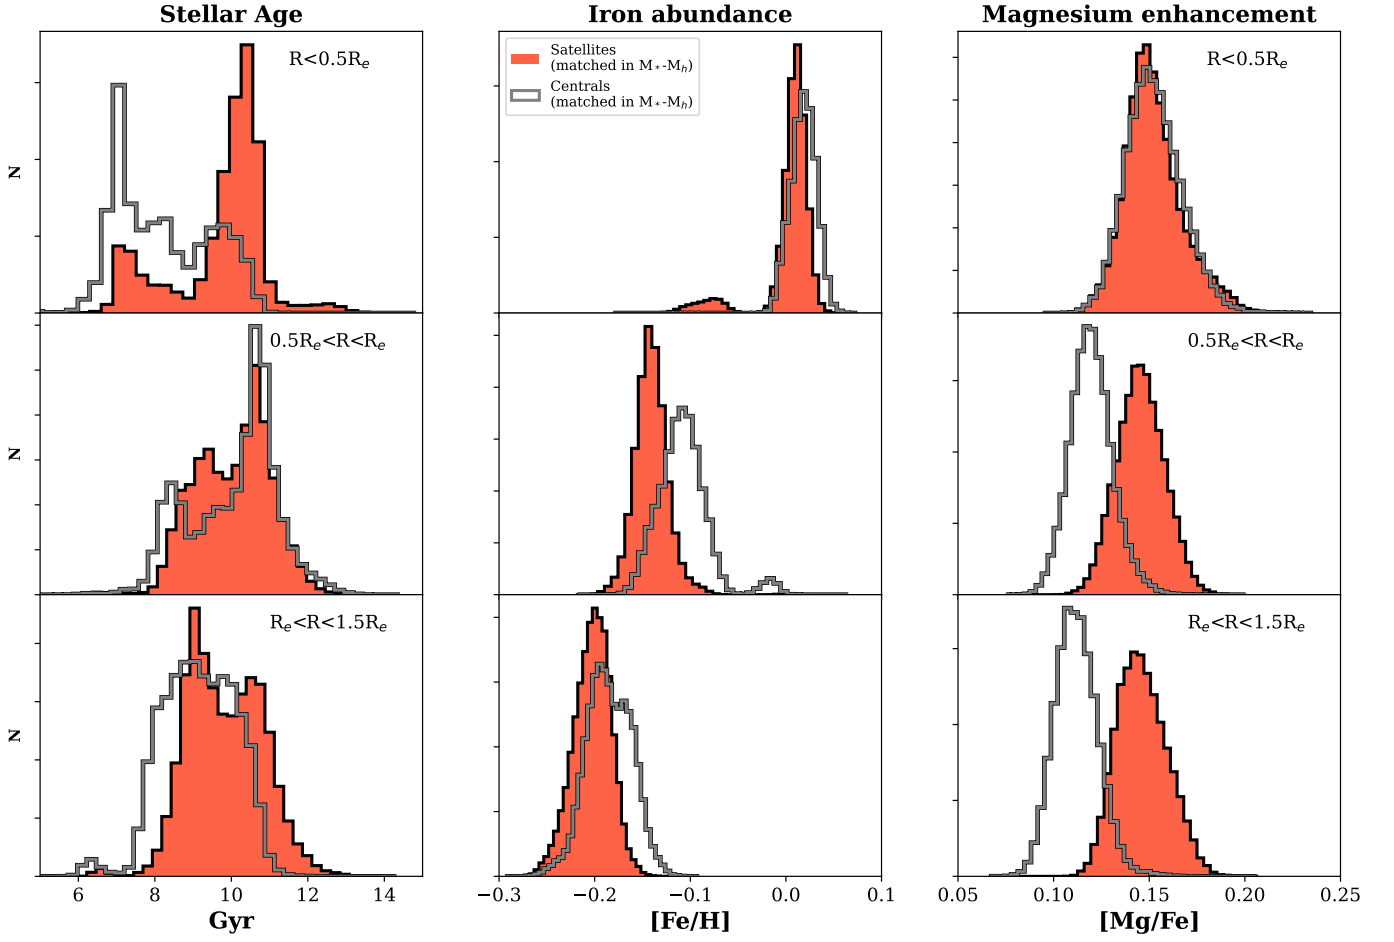 Stellar Age
Iron abundance
Magnesium enhancement
R<0.5Rₑ
Satellites
(matched in M*-Mₕ)
Centrals
(matched in M*-Mₕ)
R<0.5Rₑ
N
0.5Rₑ<R<Rₑ
0.5Rₑ<R<Rₑ
N
Rₑ<R<1.5Rₑ
Rₑ<R<1.5Rₑ
N
6 8 10 12 14
−0.3 −0.2 −0.1 0.0 0.1
0.05 0.10 0.15 0.20 0.25
Gyr
[Fe/H]
[Mg/Fe]